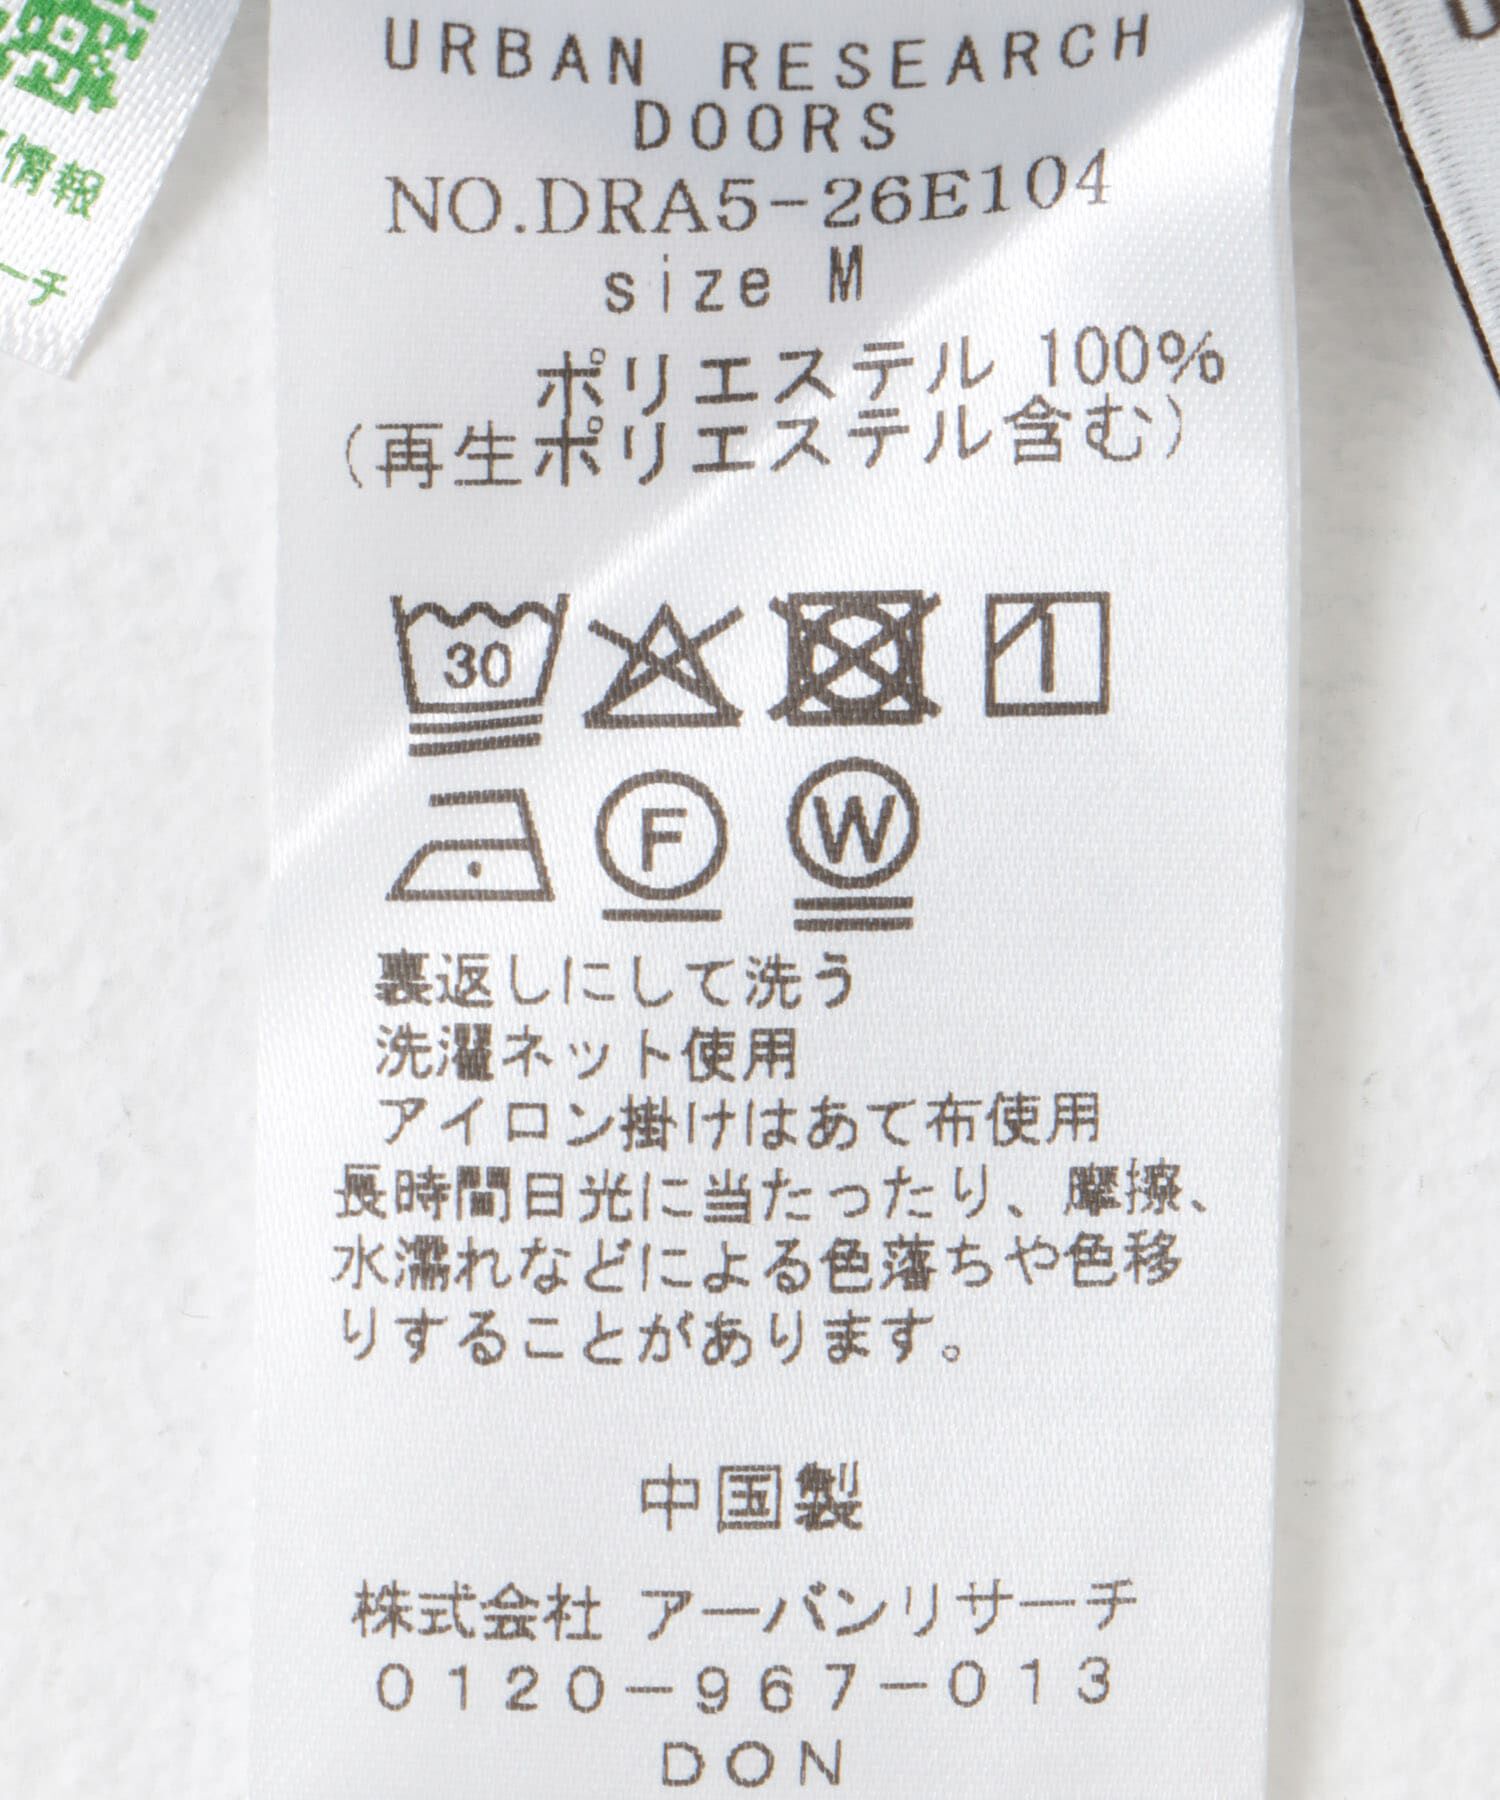 URBAN RESEARCH
DOORS
NO.DRA5-26E104
size M
ポリエステル 100%
(再生ポリエステル含む)
30
F
W
裏返しにして洗う
洗濯ネット使用
アイロン掛けはあて布使用
長時間日光に当たったり、摩擦、
水濡れなどによる色落ちや色移
りすることがあります。
中国製
株式会社 アーバンリサーチ
0120-967-013
DON
情報
ーチ